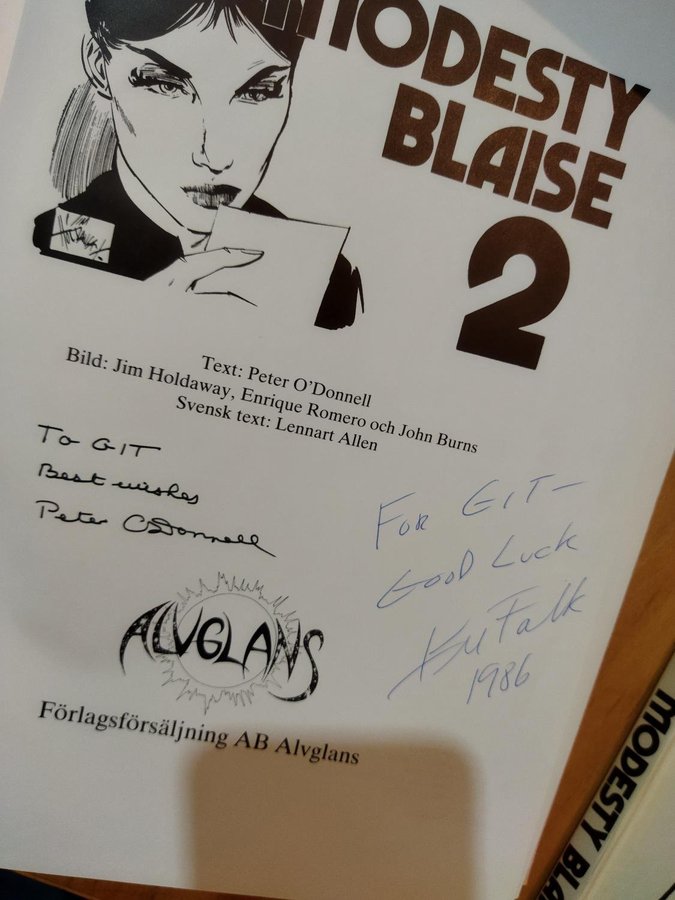 MODESTY
BLAISE
2
Text: Peter O'Donnell
Bild: Jim Holdaway, Enrique Romero och John Burns
Svensk text: Lennart Allen
To GIT
Best wishes
Peter O'Donnell
FOR GIT—
GOOD LUCK
Falk
1986
ALVGLANS
Förlagsförsäljning AB Alvglans
MODESTY BLA